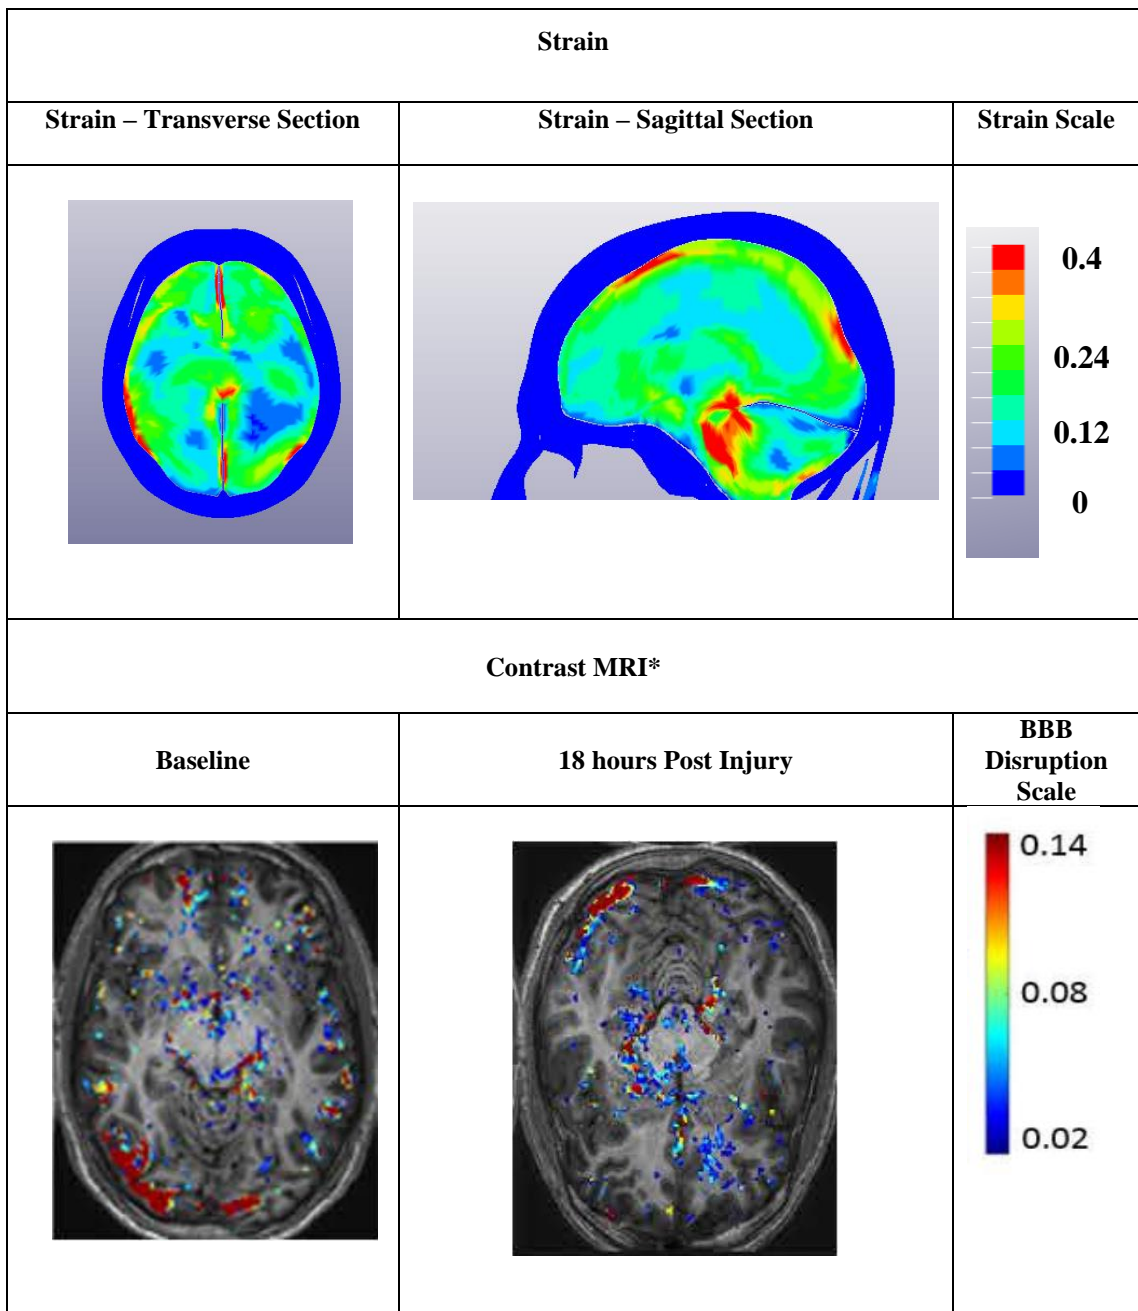 Strain
Strain – Transverse Section
Strain – Sagittal Section
Strain Scale
0.4
0.24
0.12
0
Contrast MRI*
Baseline
18 hours Post Injury
BBB
Disruption
Scale
0.14
0.08
0.02